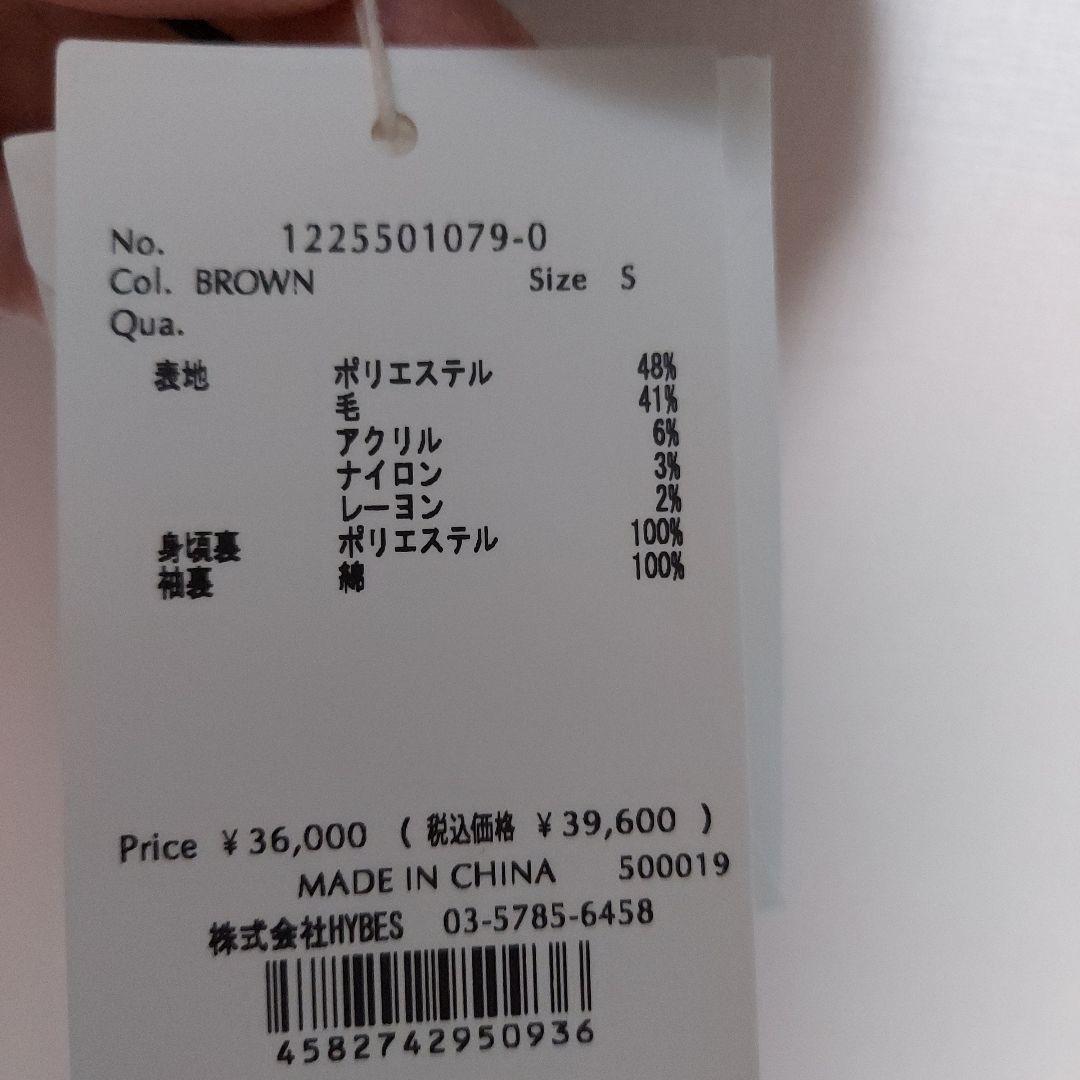 No. 1225501079-0
Col. BROWN Size S
Qua.
表地 ポリエステル 48%
毛 41%
アクリル 6%
ナイロン 3%
レーヨン 2%
身頃裏 ポリエステル 100%
袖裏 綿 100%
Price ¥36,000 ( 税込価格 ¥39,600 )
MADE IN CHINA 500019
株式会社HYBES 03-5785-6458
4582742950936